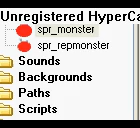 Unregistered HyperCa
spr_monster
spr_repmonster
Sounds
Backgrounds
Paths
Scripts